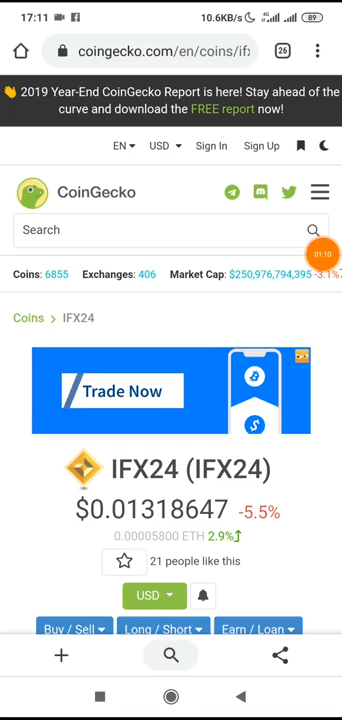 17:11 10.6KB/s 89
coingecko.com/en/coins/if 26
2019 Year-End CoinGecko Report is here! Stay ahead of the
curve and download the FREE report now!
EN USD Sign In Sign Up
CoinGecko
Search
01:10
Coins: 6855 Exchanges: 406 Market Cap: $250,976,794,395 -3.1%
Coins > IFX24
Trade Now
IFX24 (IFX24)
$0.01318647 -5.5%
0.00005800 ETH 2.9%
21 people like this
USD
Buy / Sell Long / Short Earn / Loan